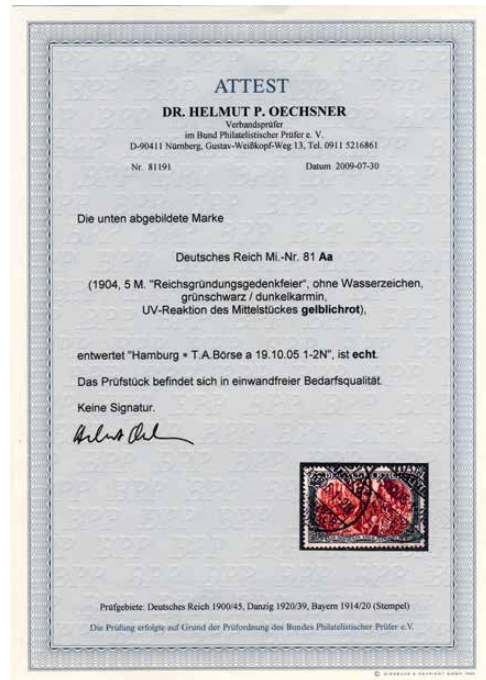 ATTEST
DR. HELMUT P. OECHSNER
Verbandsprüfer
im Bund Philatelistischer Prüfer e. V.
D-90411 Nürnberg, Gustav-Weißkopf-Weg 13, Tel. 0911 5216861
Nr. 81191 Datum 2009-07-30
Die unten abgebildete Marke
Deutsches Reich Mi.-Nr. 81 Aa
(1904, 5 M. "Reichsgründungsgedenkfeier", ohne Wasserzeichen,
grünschwarz / dunkelkarmin,
UV-Reaktion des Mittelstückes gelblichrot),
entwertet "Hamburg * T.A.Börse a 19.10.05 1-2N", ist echt.
Das Prüfstück befindet sich in einwandfreier Bedarfsqualität.
Keine Signatur.
Prüfgebiete: Deutsches Reich 1900/45, Danzig 1920/39, Bayern 1914/20 (Stempel)
Die Prüfung erfolgte auf Grund der Prüfordnung des Bundes Philatelistischer Prüfer e.V.